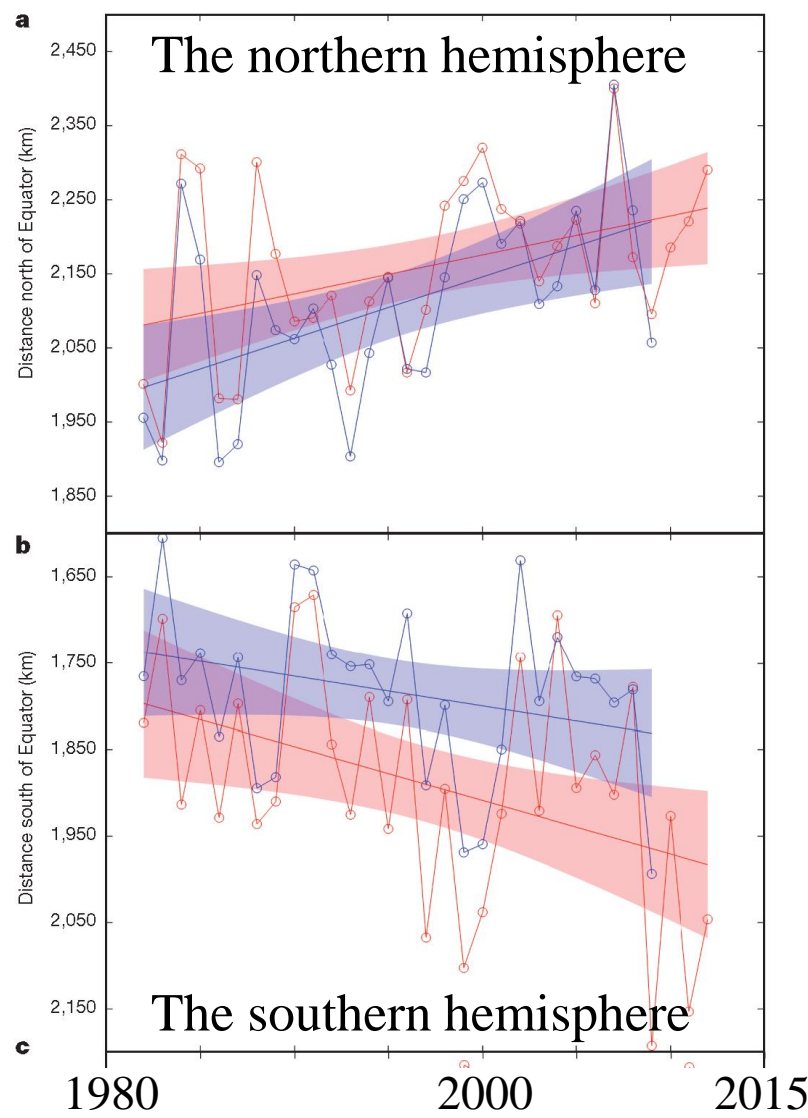 a
The northern hemisphere
2,450
2,350
2,250
2,150
2,050
1,950
1,850
Distance north of Equator (km)
b
1,650
1,750
1,850
1,950
2,050
2,150
Distance south of Equator (km)
The southern hemisphere
c
1980 2000 2015